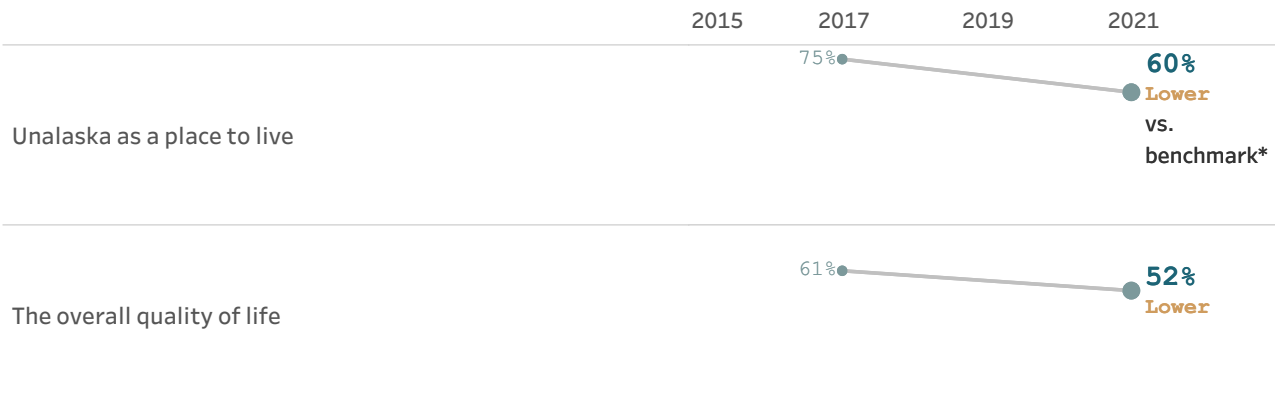 2015 2017 2019 2021
75%
60%
Lower
vs.
benchmark*
Unalaska as a place to live
61%
52%
Lower
The overall quality of life